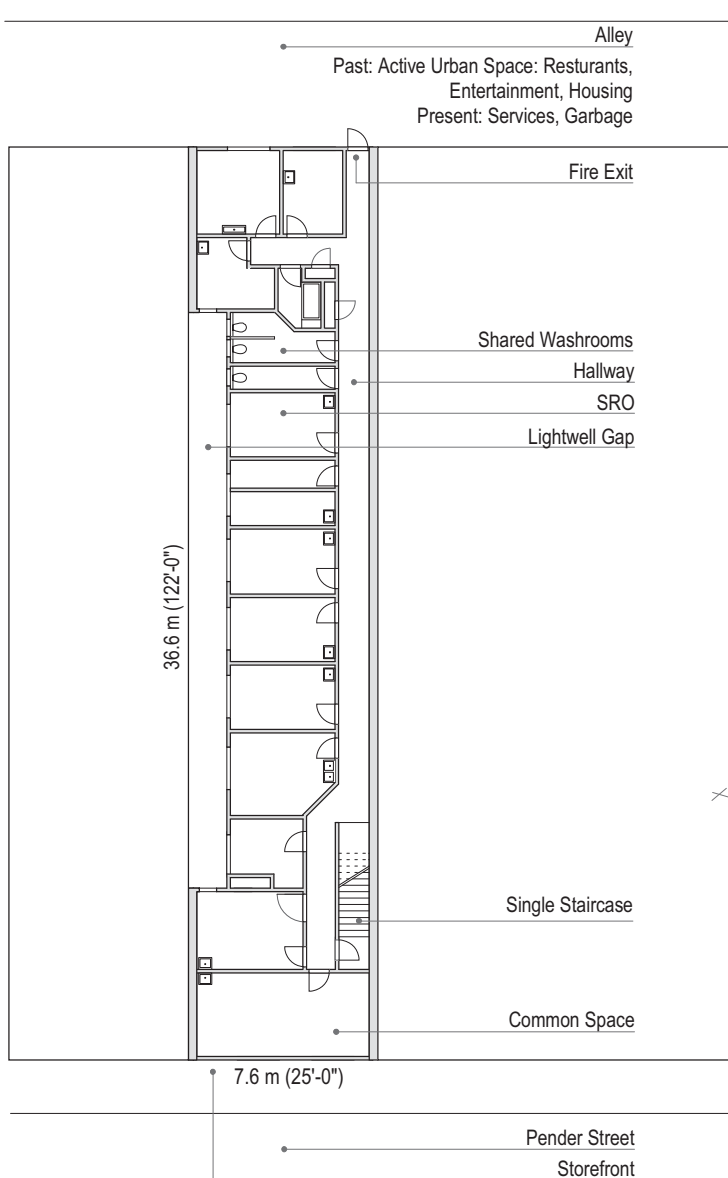 Alley
Past: Active Urban Space: Resturants,
Entertainment, Housing
Present: Services, Garbage
Fire Exit
Shared Washrooms
Hallway
SRO
Lightwell Gap
36.6 m (122'-0")
Single Staircase
Common Space
7.6 m (25'-0")
Pender Street
Storefront